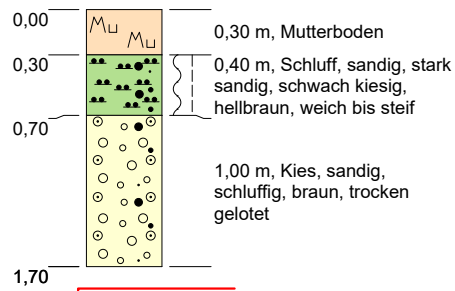 0,00
Mu
Mu
0,30 m, Mutterboden
0,30
0,40 m, Schluff, sandig, stark
sandig, schwach kiesig,
hellbraun, weich bis steif
0,70
1,00 m, Kies, sandig,
schluffig, braun, trocken
gelotet
1,70